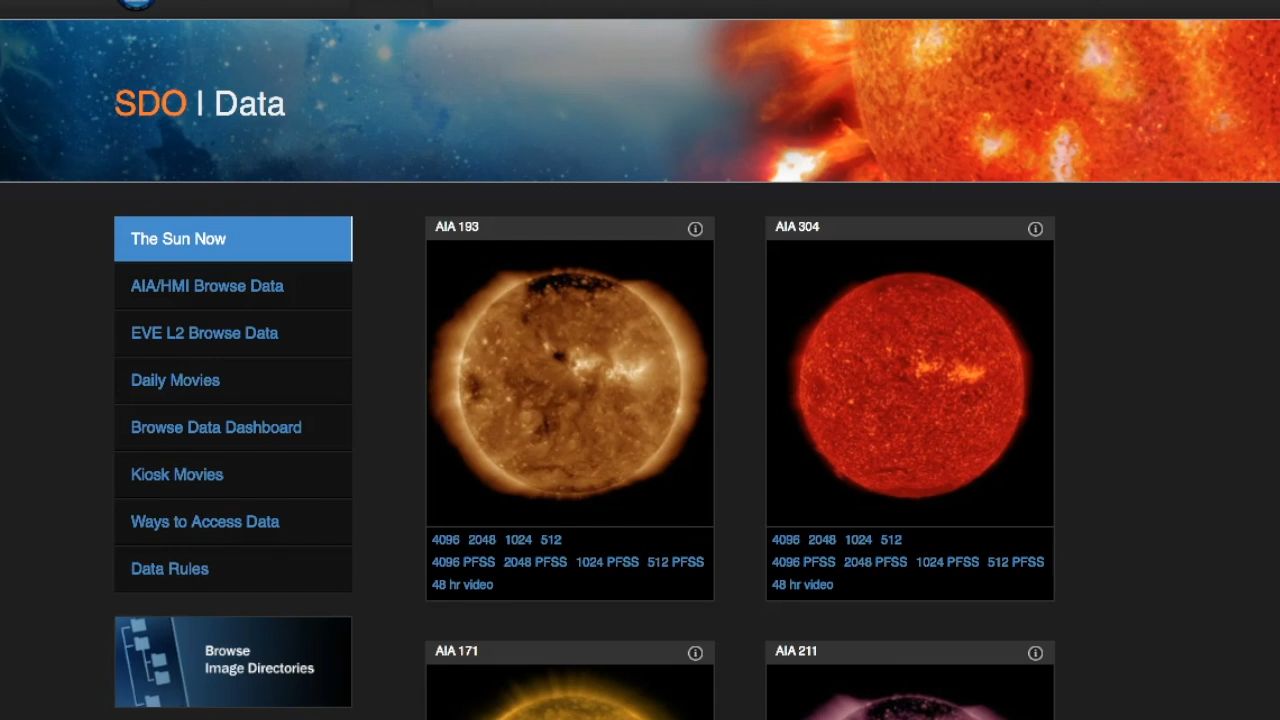 SDO | Data
The Sun Now
AIA/HMI Browse Data
EVE L2 Browse Data
Daily Movies
Browse Data Dashboard
Kiosk Movies
Ways to Access Data
Data Rules
Browse
Image Directories
AIA 193
4096 2048 1024 512
4096 PFSS 2048 PFSS 1024 PFSS 512 PFSS
48 hr video
AIA 304
4096 2048 1024 512
4096 PFSS 2048 PFSS 1024 PFSS 512 PFSS
48 hr video
AIA 171
AIA 211